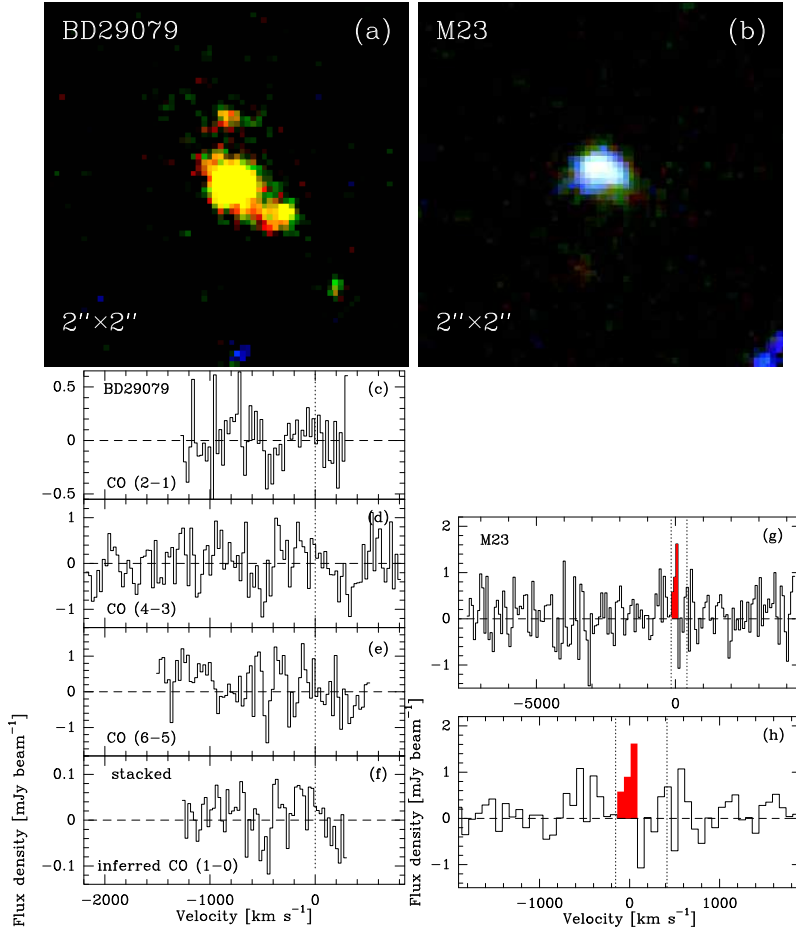 BD29079 (a)
2″×2″
M23 (b)
2″×2″
BD29079 (c)
0.5
0
CO (2−1)
−0.5
(d)
1
0
CO (4−3)
−1
(e)
1
0
CO (6−5)
−1
stacked (f)
0.1
0
−0.1 inferred CO (1−0)
−2000 −1000 0
Velocity [km s⁻¹]
Flux density [mJy beam⁻¹]
M23 (g)
2
1
0
−1
−5000 0
(h)
2
1
0
−1
−1000 0 1000
Velocity [km s⁻¹]
Flux density [mJy beam⁻¹]